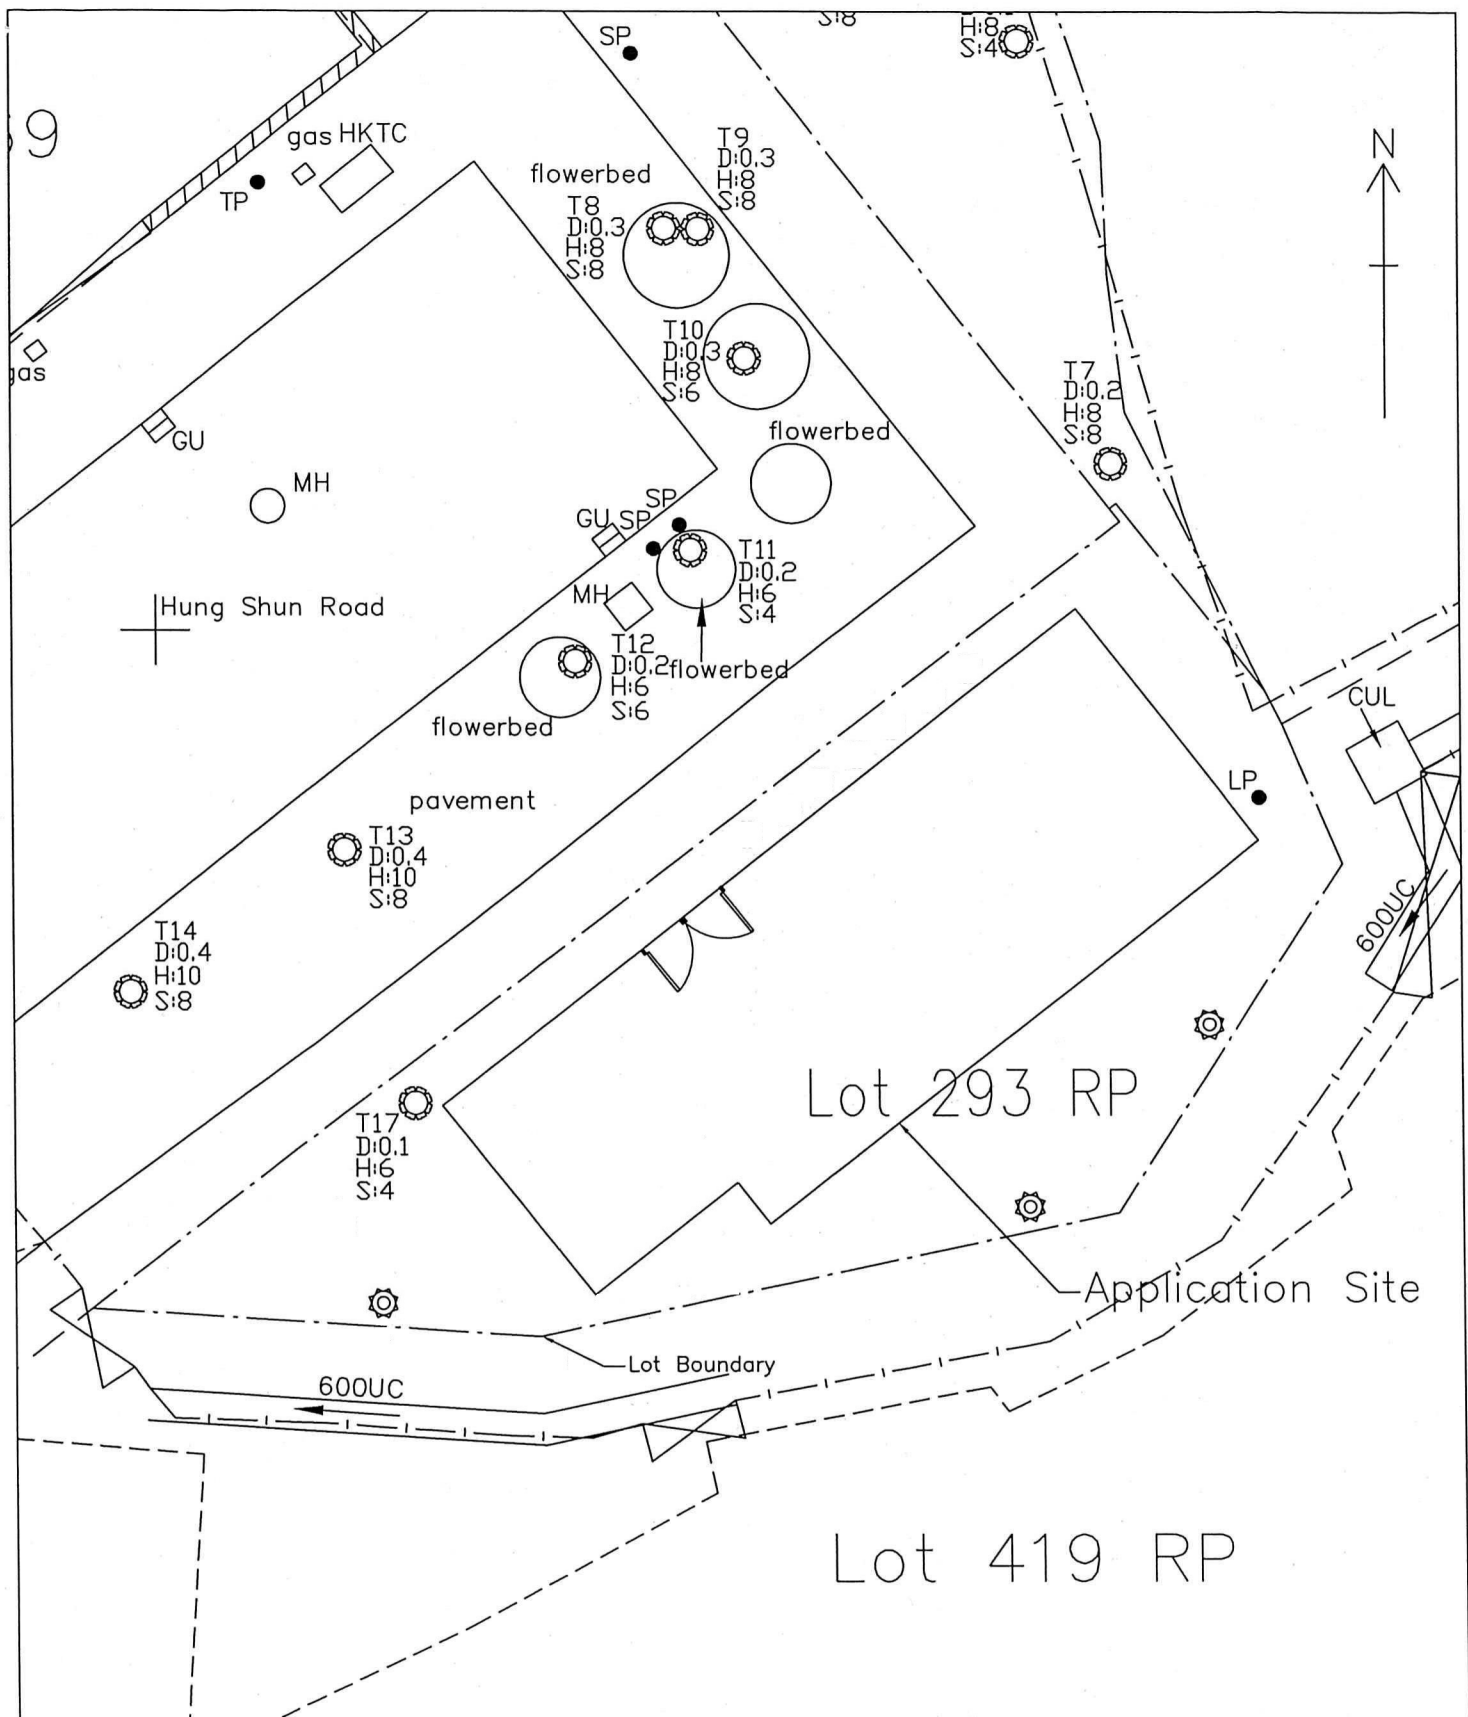 SP
S:8
H:8
S:4
9
gas
HKTC
TP
N
T9
D:0.3
H:8
S:8
flowerbed
T8
D:0.3
H:8
S:8
T10
D:0.3
H:8
S:6
T7
D:0.2
H:8
S:8
gas
GU
flowerbed
MH
SP
GU
SP
T11
D:0.2
H:6
S:4
MH
Hung Shun Road
T12
D:0.2
H:6
S:6
flowerbed
flowerbed
CUL
LP
pavement
T13
D:0.4
H:10
S:8
600UC
T14
D:0.4
H:10
S:8
Lot 293 RP
T17
D:0.1
H:6
S:4
Application Site
Lot Boundary
600UC
Lot 419 RP